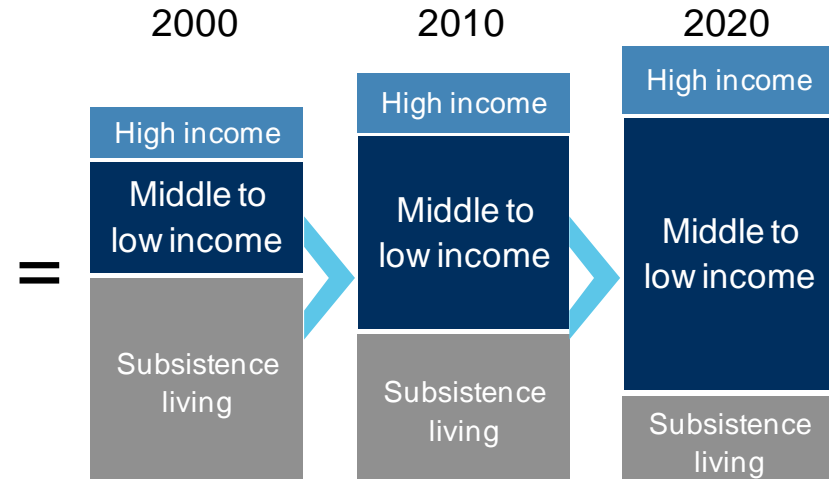 2000
2010
2020
High income
Middle to
low income
Subsistence
living
High income
Middle to
low income
Subsistence
living
High income
Middle to
low income
Subsistence
living
=